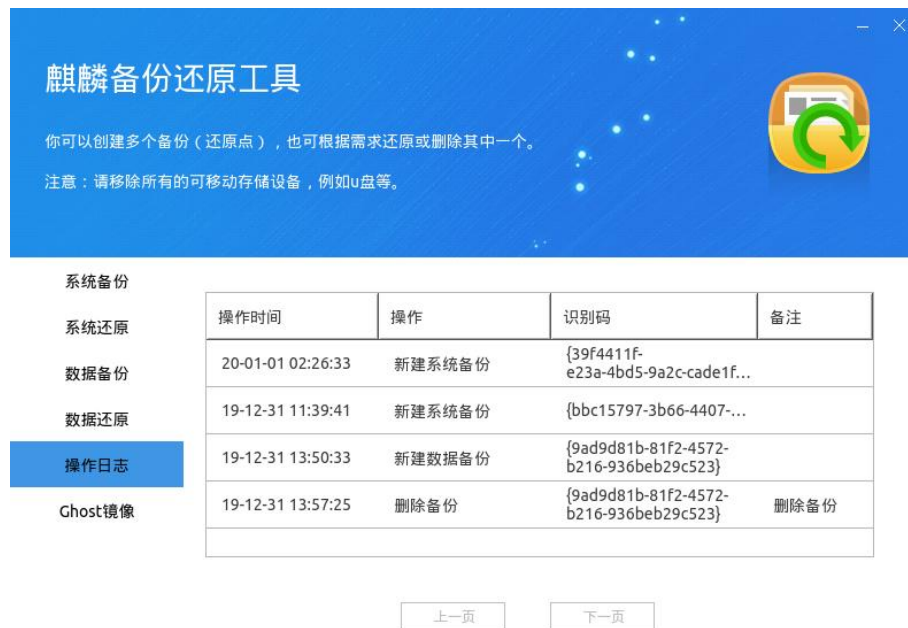 麒麟备份还原工具
你可以创建多个备份（还原点），也可根据需求还原或删除其中一个。
注意：请移除所有的可移动存储设备，例如u盘等。
系统备份
系统还原
数据备份
数据还原
操作日志
Ghost镜像
操作时间 操作 识别码 备注
20-01-01 02:26:33 新建系统备份 {39f4411f-
e23a-4bd5-9a2c-cade1f...
19-12-31 11:39:41 新建系统备份 {bbc15797-3b66-4407-...
19-12-31 13:50:33 新建数据备份 {9ad9d81b-81f2-4572-
b216-936beb29c523}
19-12-31 13:57:25 删除备份 {9ad9d81b-81f2-4572-
b216-936beb29c523} 删除备份
上一页 下一页